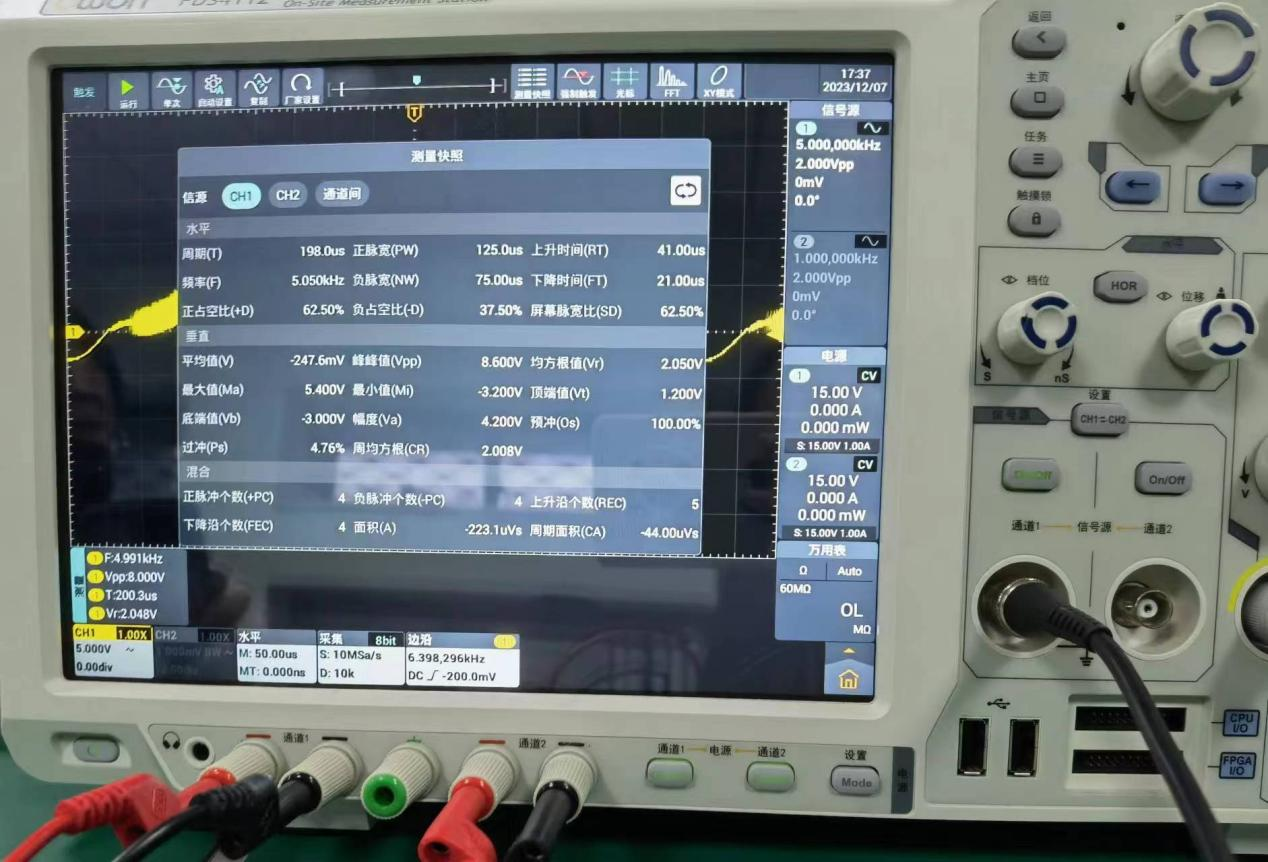 On-Site Measurement Station
触发
运行
单次
自动设置
复制
厂家设置
测量快照
强制触发
光标
FFT
XY模式
17:37
2023/12/07
T
测量快照
信源 CH1 CH2 通道间
水平
周期(T) 198.0us 正脉宽(PW) 125.0us 上升时间(RT) 41.00us
频率(F) 5.050kHz 负脉宽(NW) 75.00us 下降时间(FT) 21.00us
正占空比(+D) 62.50% 负占空比(-D) 37.50% 屏幕脉宽比(SD) 62.50%
垂直
平均值(V) -247.6mV 峰峰值(Vpp) 8.600V 均方根值(Vr) 2.050V
最大值(Ma) 5.400V 最小值(Mi) -3.200V 顶端值(Vt) 1.200V
底端值(Vb) -3.000V 幅度(Va) 4.200V 预冲(Os) 100.00%
过冲(Ps) 4.76% 周均方根(CR) 2.008V
混合
正脉冲个数(+PC) 4 负脉冲个数(-PC) 4 上升沿个数(REC) 5
下降沿个数(FEC) 4 面积(A) -223.1uVs 周期面积(CA) -44.00uVs
1
信号源
1
5.000,000kHz
2.000Vpp
0mV
0.0°
2
1.000,000kHz
2.000Vpp
0mV
0.0°
电源
1 CV
15.00 V
0.000 A
0.000 mW
S: 15.00V 1.00A
2 CV
15.00 V
0.000 A
0.000 mW
S: 15.00V 1.00A
万用表
Ω Auto
60MΩ
OL
MΩ
1 F:4.991kHz
1 Vpp:8.000V
1 T:200.3us
1 Vr:2.048V
CH1 1.00X
5.000V ~
0.00div
CH2 1.00X
水平
M: 50.00us
MT: 0.000ns
采集 8bit
S: 10MSa/s
D: 10k
边沿
6.398,296kHz
DC -200.0mV
返回
主页
任务
触摸锁
档位
HOR
位移
S nS
设置
信号源
CH1=CH2
On/Off
On/Off
通道1 信号源 通道2
V
CPU
I/O
FPGA
I/O
通道1
通道2
通道1 电源 通道2
设置
Mode
电源